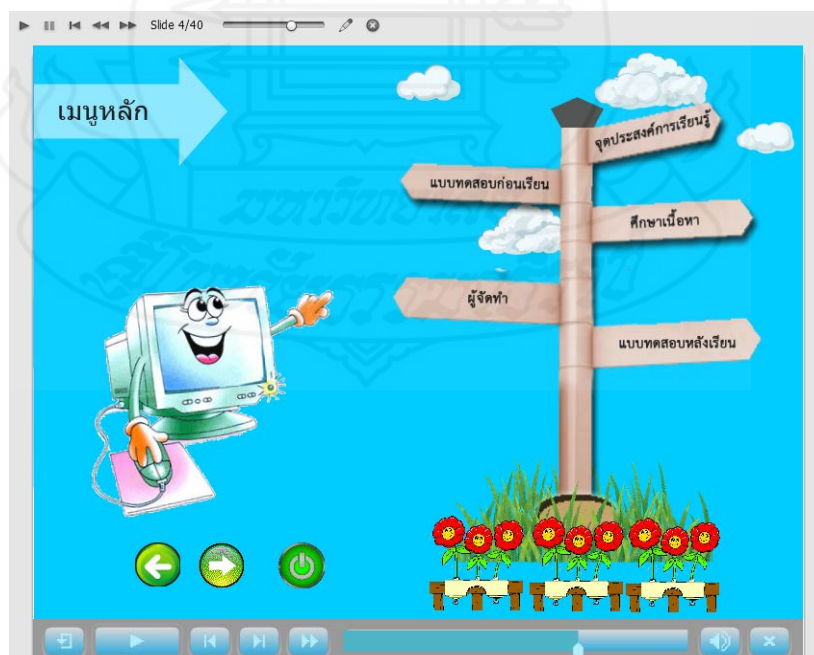 Slide 4/40
เมนูหลัก
จุดประสงค์การเรียนรู้
แบบทดสอบก่อนเรียน
ศึกษาเนื้อหา
ผู้จัดทำ
แบบทดสอบหลังเรียน